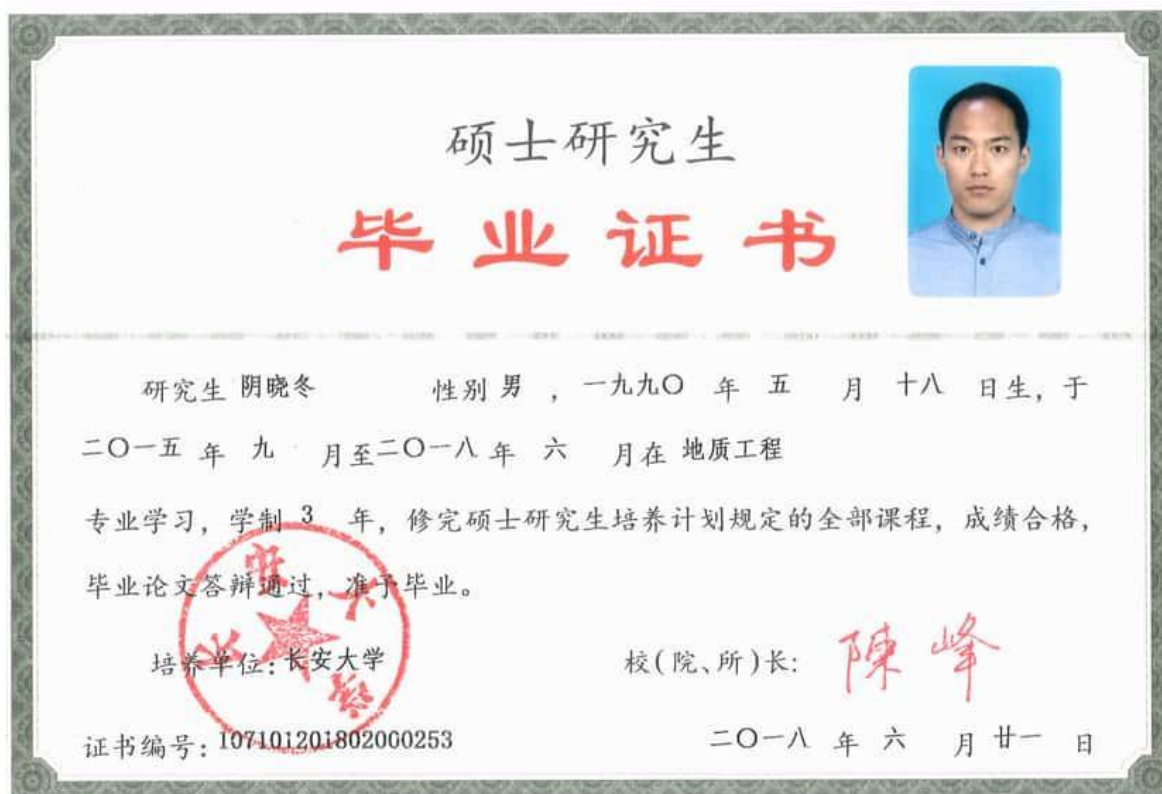 硕士研究生
毕业证书
研究生 阴晓冬 性别 男 , 一九九〇 年 五 月 十八 日生, 于
二〇一五 年 九 月至二〇一八 年 六 月在 地质工程
专业学习, 学制 3 年, 修完硕士研究生培养计划规定的全部课程, 成绩合格,
毕业论文答辩通过, 准予毕业。
长安大学
培养单位: 长安大学
校(院、所)长: 陈峰
证书编号: 107101201802000253
二〇一八 年 六 月 廿一 日